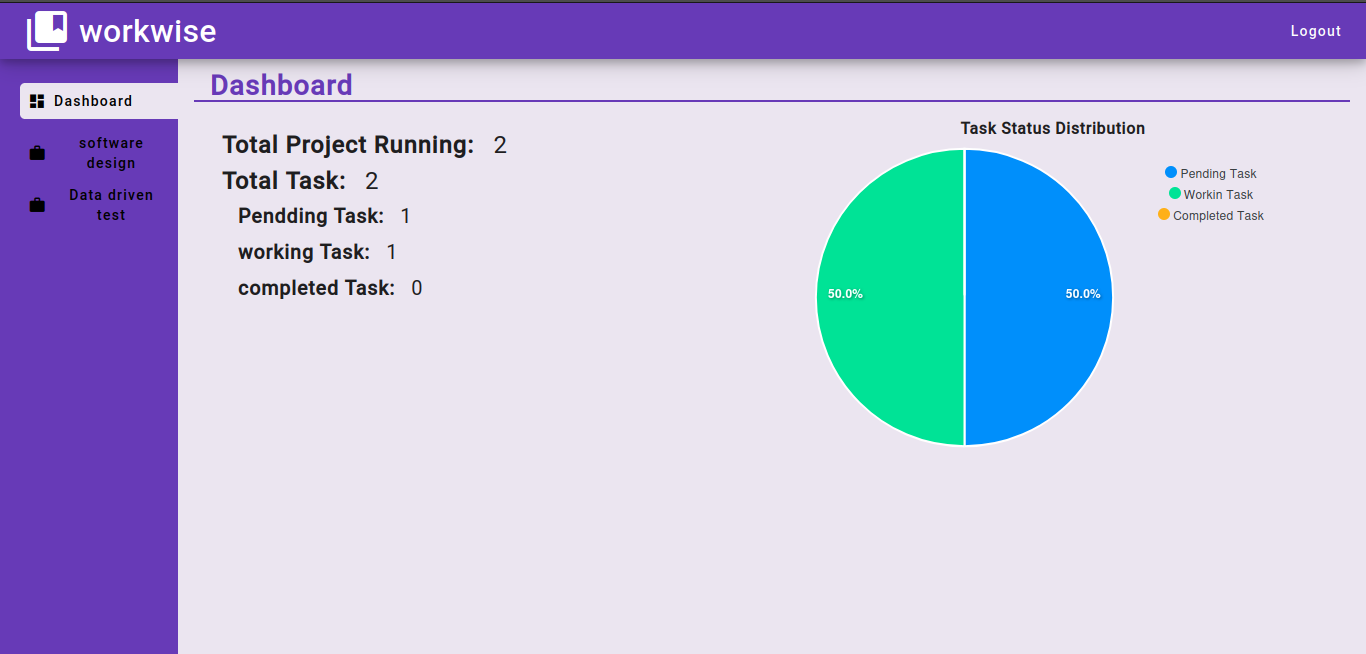 workwise
Logout
Dashboard
software
design
Data driven
test
Dashboard
Total Project Running: 2
Total Task: 2
Pendding Task: 1
working Task: 1
completed Task: 0
Task Status Distribution
50.0%
50.0%
Pending Task
Workin Task
Completed Task